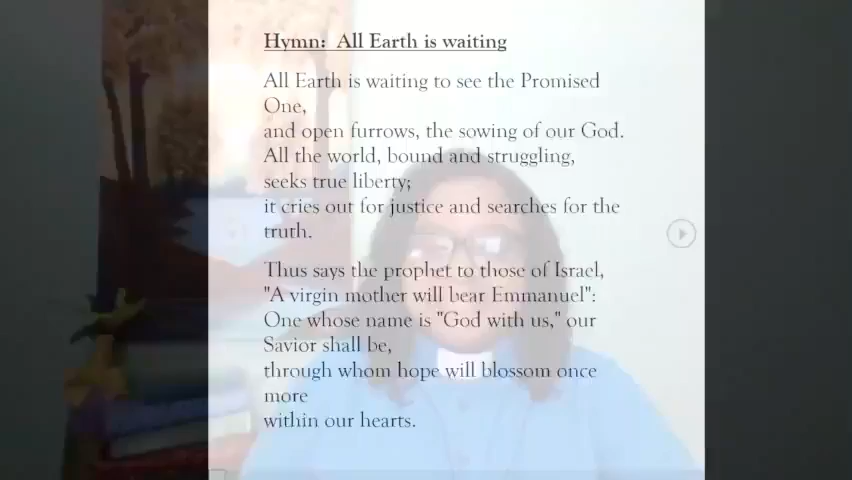 Hymn: All Earth is waiting
All Earth is waiting to see the Promised
One,
and open furrows, the sowing of our God.
All the world, bound and struggling,
seeks true liberty;
it cries out for justice and searches for the
truth.
Thus says the prophet to those of Israel,
"A virgin mother will bear Emmanuel":
One whose name is "God with us," our
Savior shall be,
through whom hope will blossom once
more
within our hearts.